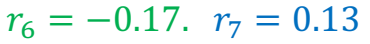 r₆ = −0.17. r₇ = 0.13